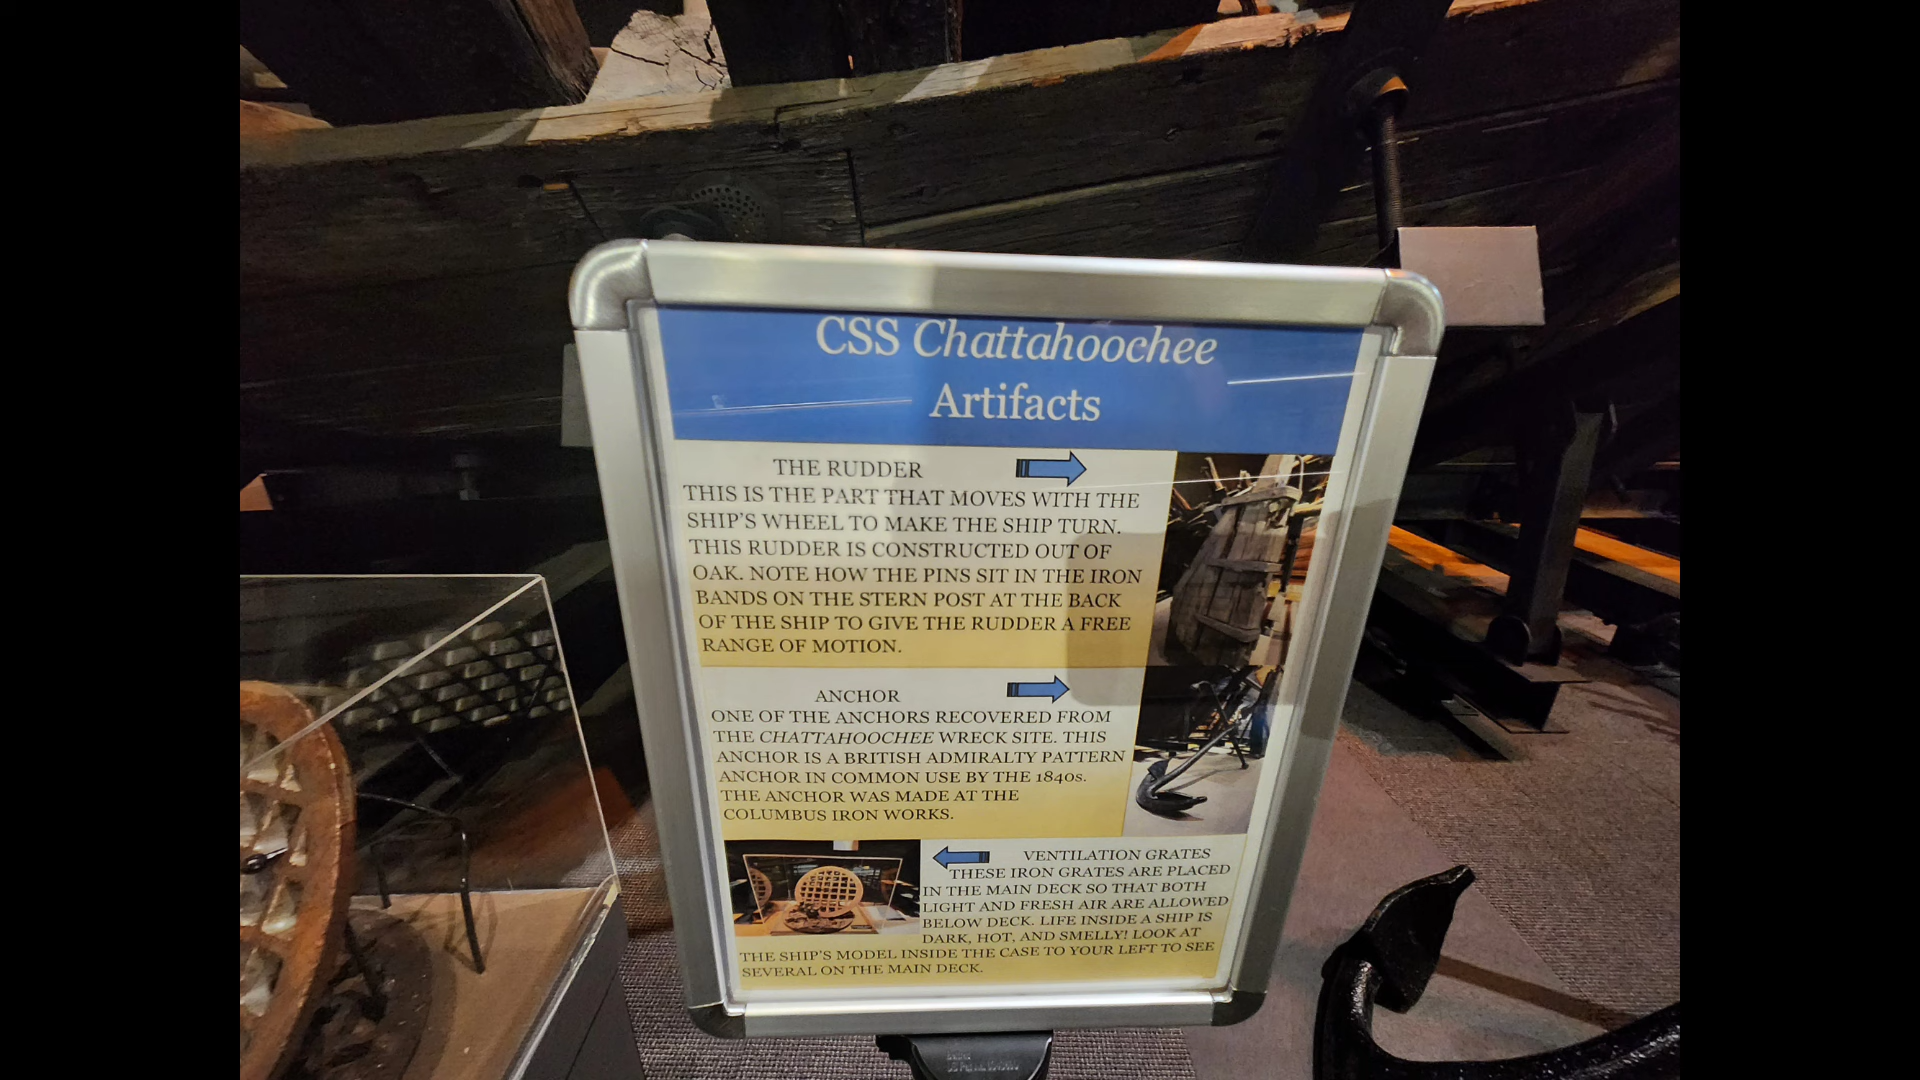 CSS Chattahoochee
Artifacts
THE RUDDER
THIS IS THE PART THAT MOVES WITH THE
SHIP'S WHEEL TO MAKE THE SHIP TURN.
THIS RUDDER IS CONSTRUCTED OUT OF
OAK. NOTE HOW THE PINS SIT IN THE IRON
BANDS ON THE STERN POST AT THE BACK
OF THE SHIP TO GIVE THE RUDDER A FREE
RANGE OF MOTION.
ANCHOR
ONE OF THE ANCHORS RECOVERED FROM
THE CHATTAHOOCHEE WRECK SITE. THIS
ANCHOR IS A BRITISH ADMIRALTY PATTERN
ANCHOR IN COMMON USE BY THE 1840s.
THE ANCHOR WAS MADE AT THE
COLUMBUS IRON WORKS.
VENTILATION GRATES
THESE IRON GRATES ARE PLACED
IN THE MAIN DECK SO THAT BOTH
LIGHT AND FRESH AIR ARE ALLOWED
BELOW DECK. LIFE INSIDE A SHIP IS
DARK, HOT, AND SMELLY! LOOK AT
THE SHIP'S MODEL INSIDE THE CASE TO YOUR LEFT TO SEE
SEVERAL ON THE MAIN DECK.